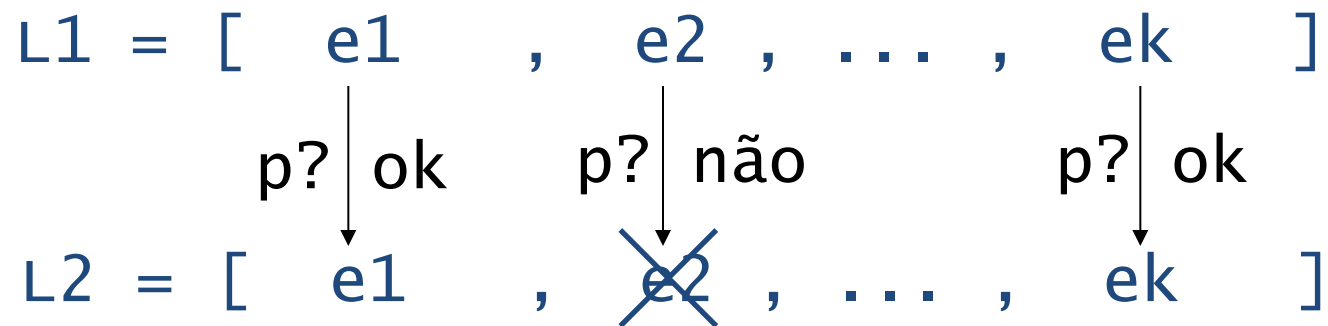 L1 = [ e1 , e2 , ... , ek ]
p? ok p? não p? ok
L2 = [ e1 , e2 , ... , ek ]